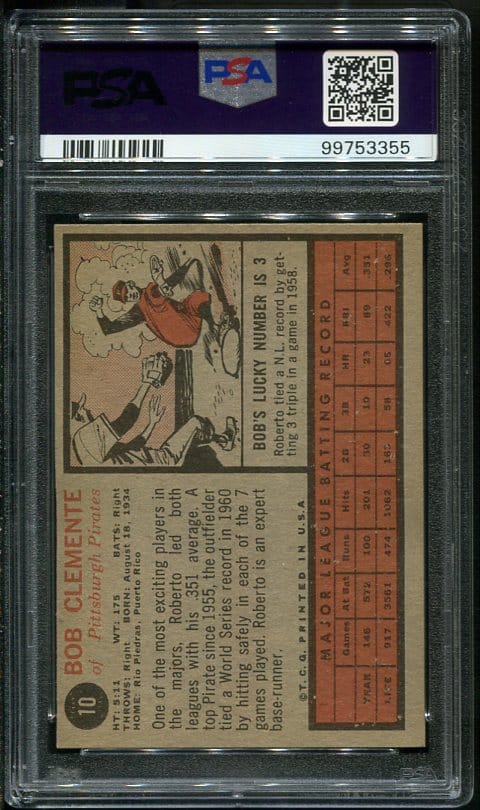 PSA
PSA
99753355
10
BOB CLEMENTE
of Pittsburgh Pirates
HT: 5:11 WT: 175 BATS: Right
THROWS: Right BORN: August 18, 1934
HOME: Rio Piedras, Puerto Rico
One of the most exciting players in
the majors, Roberto led both
leagues with his .351 average. A
top Pirate since 1955, the outfielder
tied a World Series record in 1960
by hitting safely in each of the 7
games played. Roberto is an expert
base-runner.
©T.C.G. PRINTED IN U.S.A.
BOB'S LUCKY NUMBER IS 3
Roberto tied a N.L. record by get-
ting 3 triple in a game in 1958.
MAJOR LEAGUE BATTING RECORD
Games At Bat Runs Hits 2B 3B HR RBI Avg
YEAR 146 572 100 201 30 10 23 89 .351
LIFE 917 3561 474 1082 58 65 422 .296
PSA